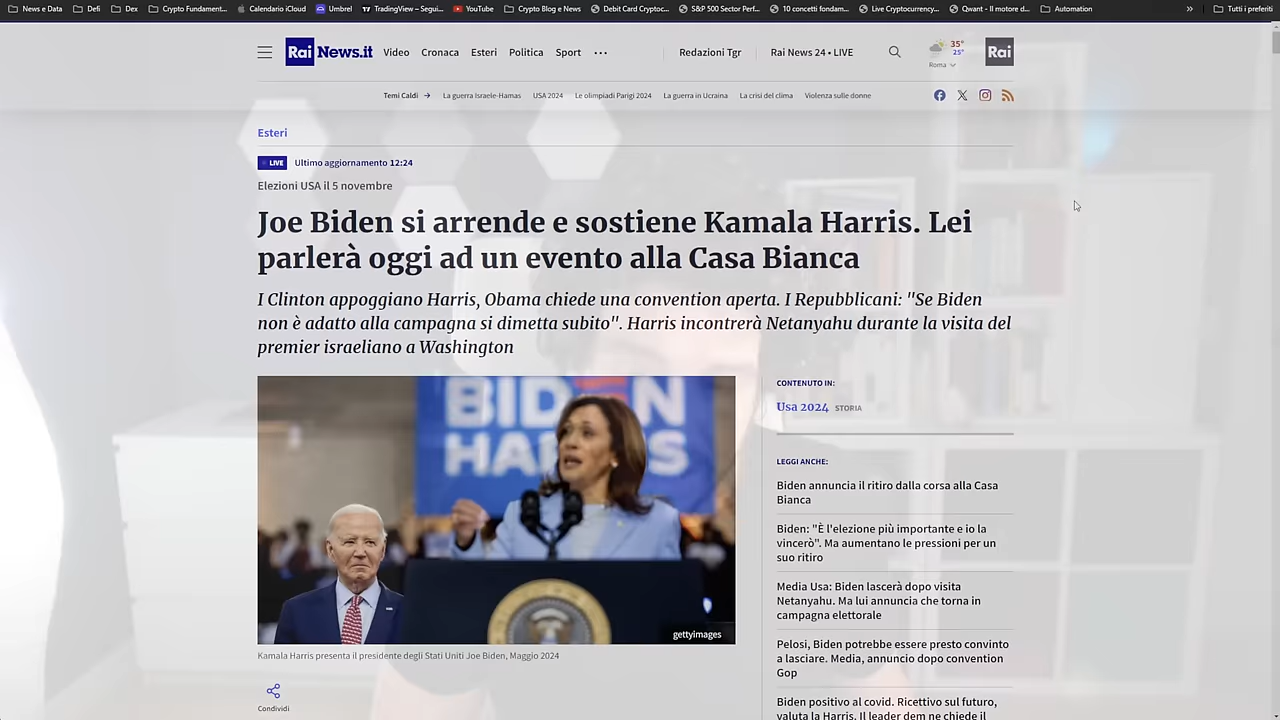 News e Data Defi Dex Crypto Fundament... Calendario iCloud Umbrel TradingView – Segui... YouTube Crypto Blog e News Debit Card Cryptoc... S&P 500 Sector Perf... 10 concetti fondam... Live Cryptocurrency... Qwant - Il motore d... Automation » Tutti i preferiti
Rai News.it Video Cronaca Esteri Politica Sport ••• Redazioni Tgr Rai News 24 • LIVE 35° 25° Roma Rai
Temi Caldi → La guerra Israele-Hamas USA 2024 Le olimpiadi Parigi 2024 La guerra in Ucraina La crisi del clima Violenza sulle donne
Esteri
LIVE Ultimo aggiornamento 12:24
Elezioni USA il 5 novembre
Joe Biden si arrende e sostiene Kamala Harris. Lei
parlerà oggi ad un evento alla Casa Bianca
I Clinton appoggiano Harris, Obama chiede una convention aperta. I Repubblicani: "Se Biden
non è adatto alla campagna si dimetta subito". Harris incontrerà Netanyahu durante la visita del
premier israeliano a Washington
BIDEN
HARRIS
gettyimages
Kamala Harris presenta il presidente degli Stati Uniti Joe Biden, Maggio 2024
Condividi
CONTENUTO IN:
Usa 2024 STORIA
LEGGI ANCHE:
Biden annuncia il ritiro dalla corsa alla Casa
Bianca
Biden: "È l'elezione più importante e io la
vincerò". Ma aumentano le pressioni per un
suo ritiro
Media Usa: Biden lascerà dopo visita
Netanyahu. Ma lui annuncia che torna in
campagna elettorale
Pelosi, Biden potrebbe essere presto convinto
a lasciare. Media, annuncio dopo convention
Gop
Biden positivo al covid. Ricettivo sul futuro,
valuta la Harris. Il leader dem ne chiede il